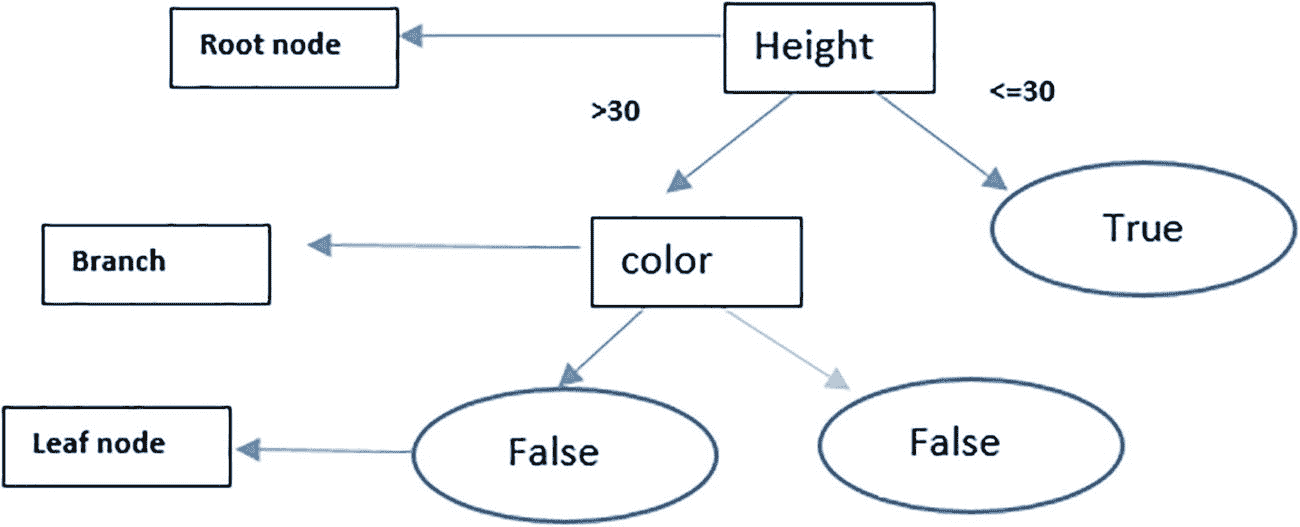 Root node
Height
>30
<=30
True
Branch
color
Leaf node
False
False